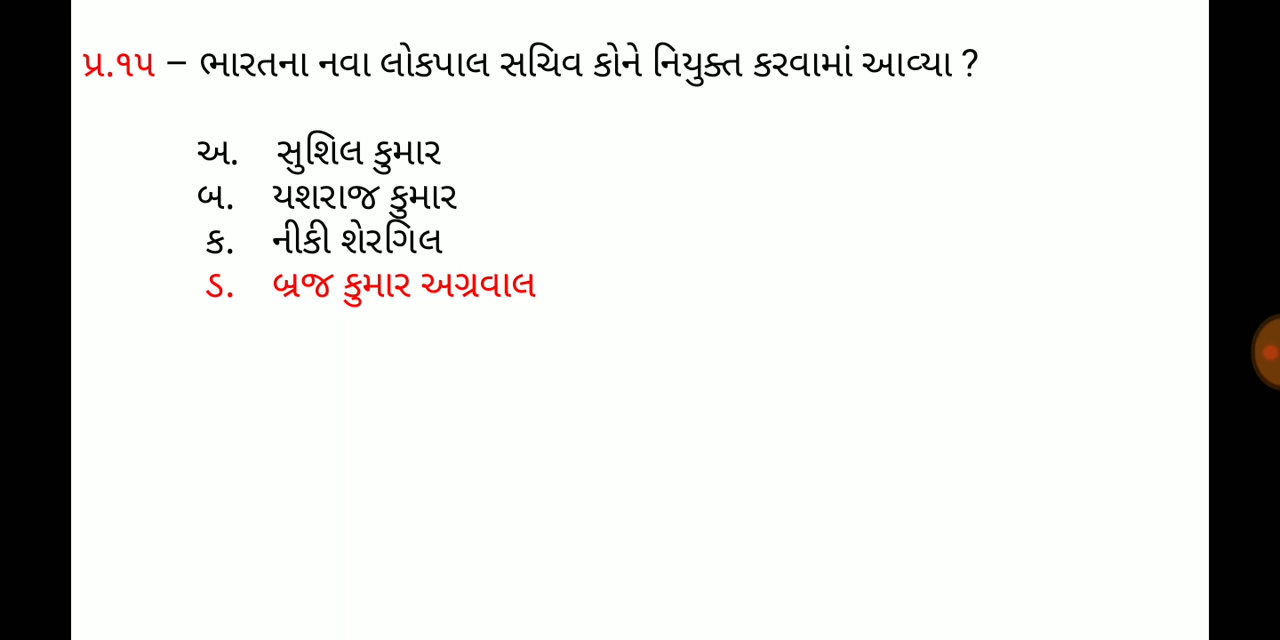 પ્ર.૧૫ – ભારતના નવા લોકપાલ સચિવ કોને નિયુક્ત કરવામાં આવ્યા ?
અ. સુશિલ કુમાર
બ. યશરાજ કુમાર
ક. નીકી શેરગિલ
ડ. બ્રજ કુમાર અગ્રવાલ